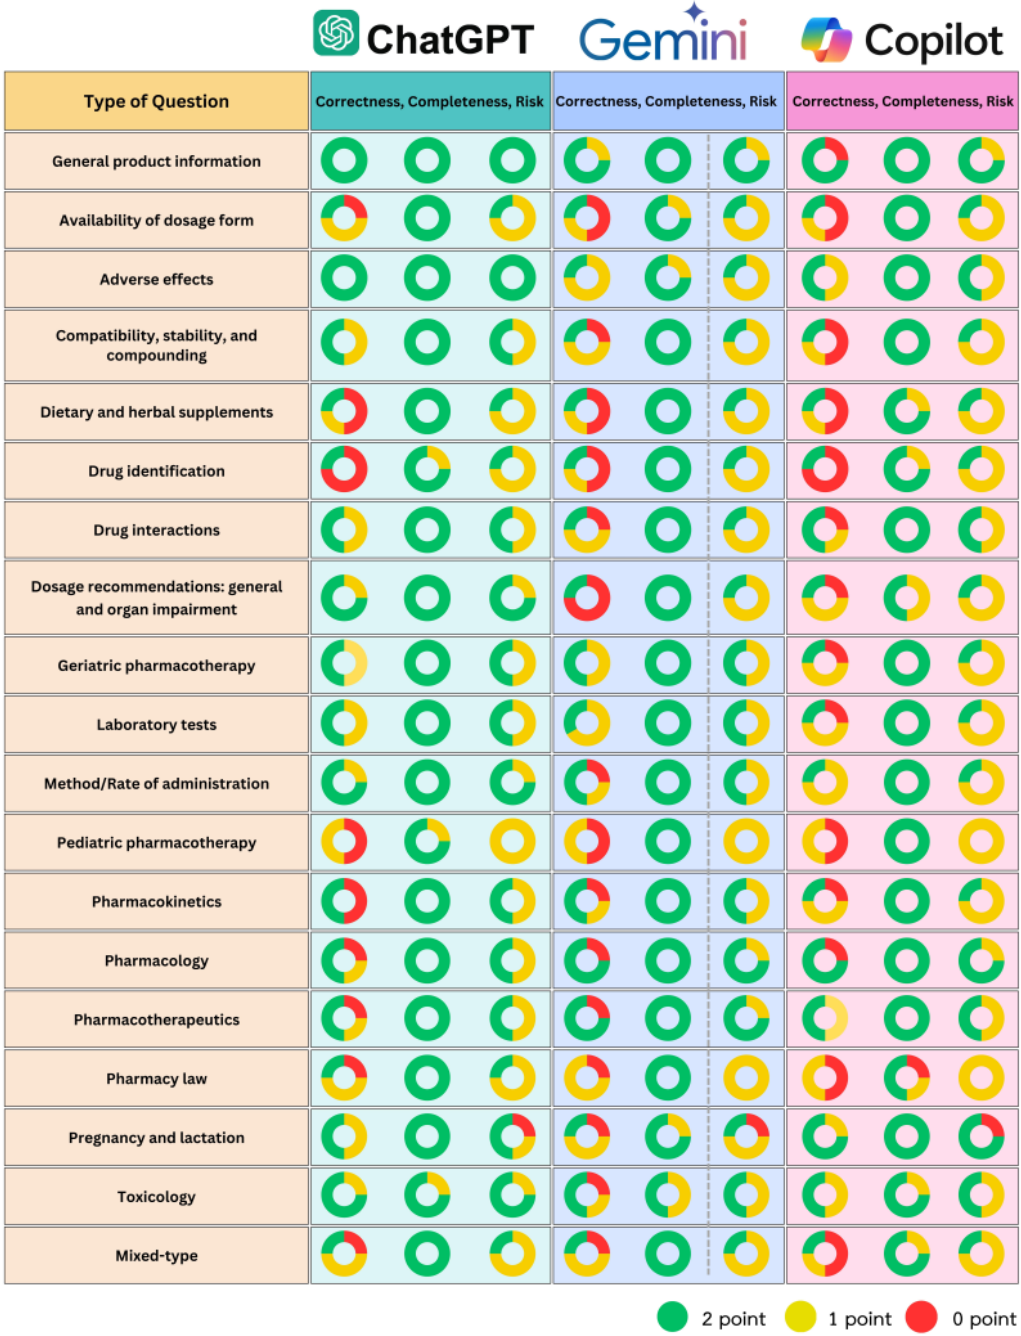 ChatGPT Gemini Copilot
Type of Question Correctness, Completeness, Risk Correctness, Completeness, Risk Correctness, Completeness, Risk
General product information
Availability of dosage form
Adverse effects
Compatibility, stability, and
compounding
Dietary and herbal supplements
Drug identification
Drug interactions
Dosage recommendations: general
and organ impairment
Geriatric pharmacotherapy
Laboratory tests
Method/Rate of administration
Pediatric pharmacotherapy
Pharmacokinetics
Pharmacology
Pharmacotherapeutics
Pharmacy law
Pregnancy and lactation
Toxicology
Mixed-type
2 point 1 point 0 point